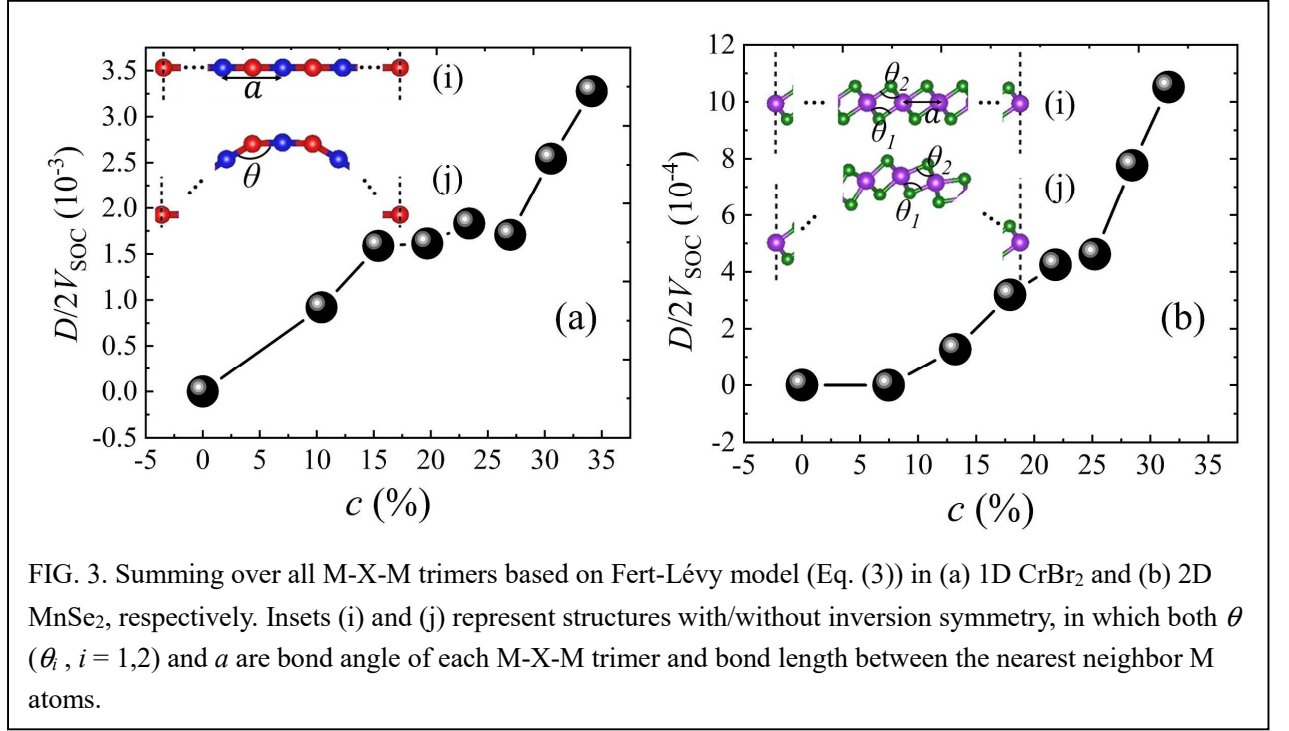 3.5
3.0
2.5
2.0
1.5
1.0
0.5
0.0
-0.5
D/2V_SOC (10^-3)
-5 0 5 10 15 20 25 30 35
c (%)
(i)
a
(j)
θ
(a)
12
10
8
6
4
2
0
-2
D/2V_SOC (10^-4)
-5 0 5 10 15 20 25 30 35
c (%)
θ2
(i)
a
θ1
θ2
(j)
θ1
(b)
FIG. 3. Summing over all M-X-M trimers based on Fert-Lévy model (Eq. (3)) in (a) 1D CrBr2 and (b) 2D
MnSe2, respectively. Insets (i) and (j) represent structures with/without inversion symmetry, in which both θ
(θi , i = 1,2) and a are bond angle of each M-X-M trimer and bond length between the nearest neighbor M
atoms.